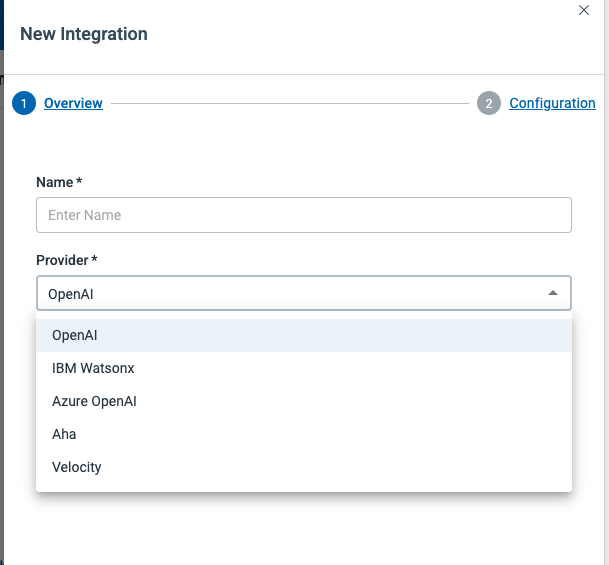 New Integration
1 Overview
2 Configuration
Name *
Enter Name
Provider *
OpenAI
OpenAI
IBM Watsonx
Azure OpenAI
Aha
Velocity